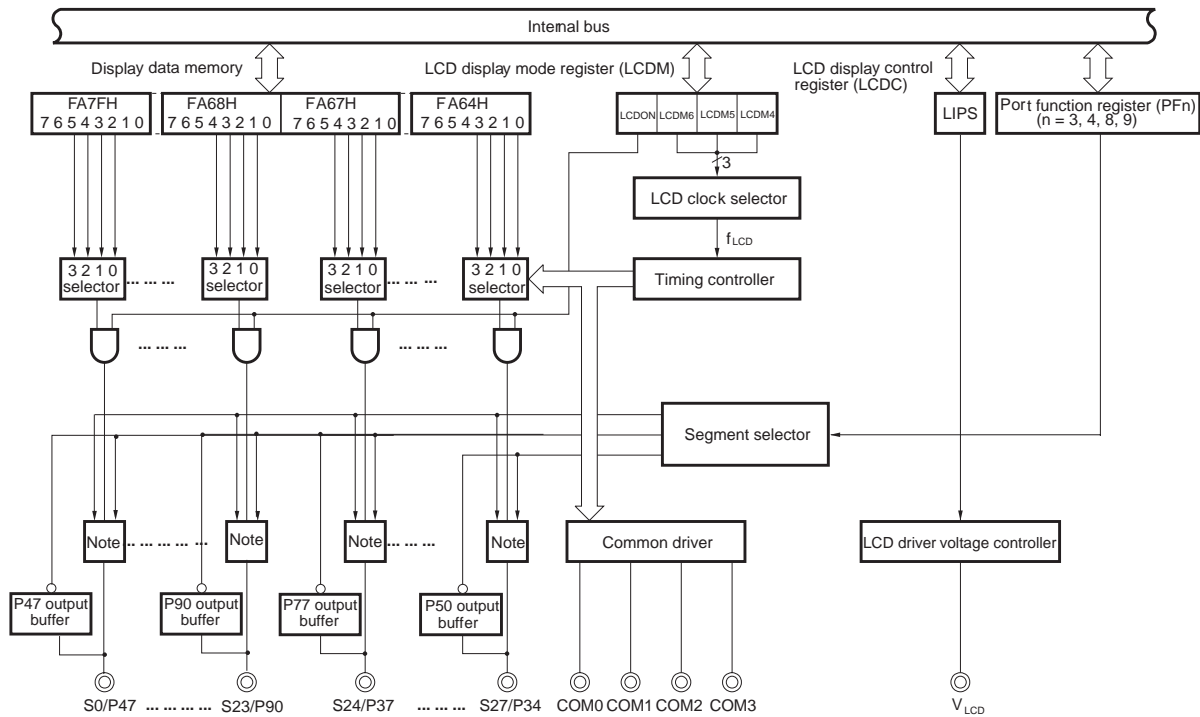 Internal bus
Display data memory
LCD display mode register (LCDM)
LCD display control
register (LCDC)
FA7FH
7 6 5 4 3 2 1 0
FA68H
7 6 5 4 3 2 1 0
FA67H
7 6 5 4 3 2 1 0
FA64H
7 6 5 4 3 2 1 0
LCDON
LCDM6
LCDM5
LCDM4
LIPS
Port function register (PFn)
(n = 3, 4, 8, 9)
3
LCD clock selector
fLCD
3 2 1 0
selector
... ...
3 2 1 0
selector
... ...
3 2 1 0
selector
... ...
3 2 1 0
selector
Timing controller
... ...
... ...
Segment selector
Note
... ... ... ...
Note
Note
... ...
Note
Common driver
LCD driver voltage controller
P47 output
buffer
P90 output
buffer
P77 output
buffer
P50 output
buffer
S0/P47
... ... ... ...
S23/P90
S24/P37
... ...
S27/P34
COM0
COM1
COM2
COM3
VLCD